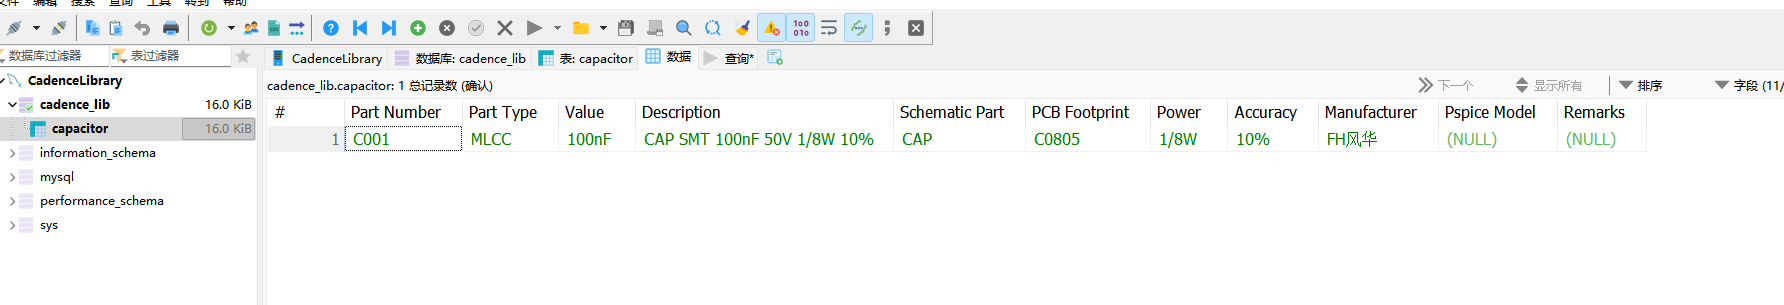 文件 编辑 搜索 查询 工具 转到 帮助
数据库过滤器 表过滤器
CadenceLibrary 数据库: cadence_lib 表: capacitor 数据 查询*
CadenceLibrary
cadence_lib 16.0 KiB
capacitor 16.0 KiB
information_schema
mysql
performance_schema
sys
cadence_lib.capacitor: 1 总记录数 (确认) 下一个 显示所有 排序 字段 (11/
# Part Number Part Type Value Description Schematic Part PCB Footprint Power Accuracy Manufacturer Pspice Model Remarks
1 C001 MLCC 100nF CAP SMT 100nF 50V 1/8W 10% CAP C0805 1/8W 10% FH风华 (NULL) (NULL)